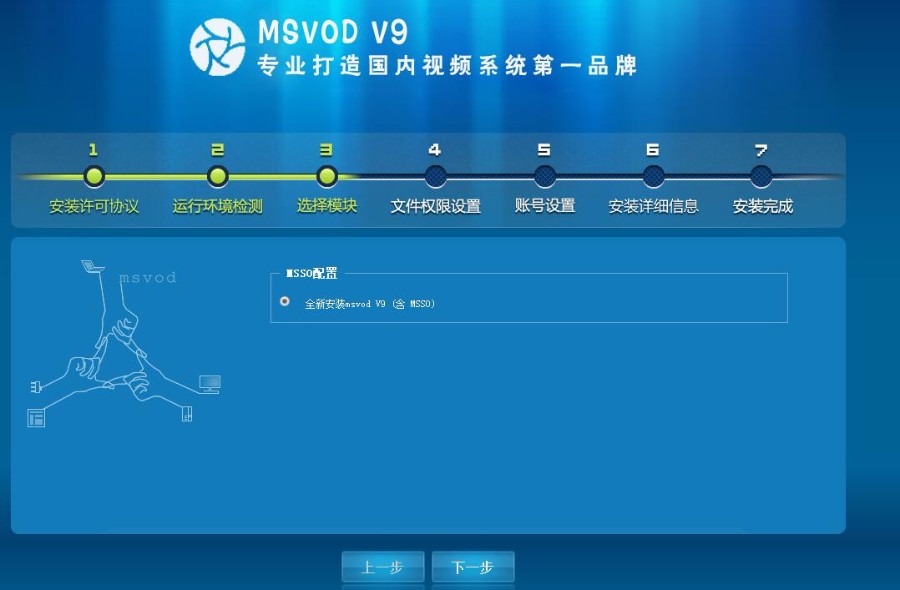 MSVOD V9
专业打造国内视频系统第一品牌
1 2 3 4 5 6 7
安装许可协议 运行环境检测 选择模块 文件权限设置 账号设置 安装详细信息 安装完成
msvod
MSSO配置
全新安装msvod V9 (含 MSSO)
上一步 下一步